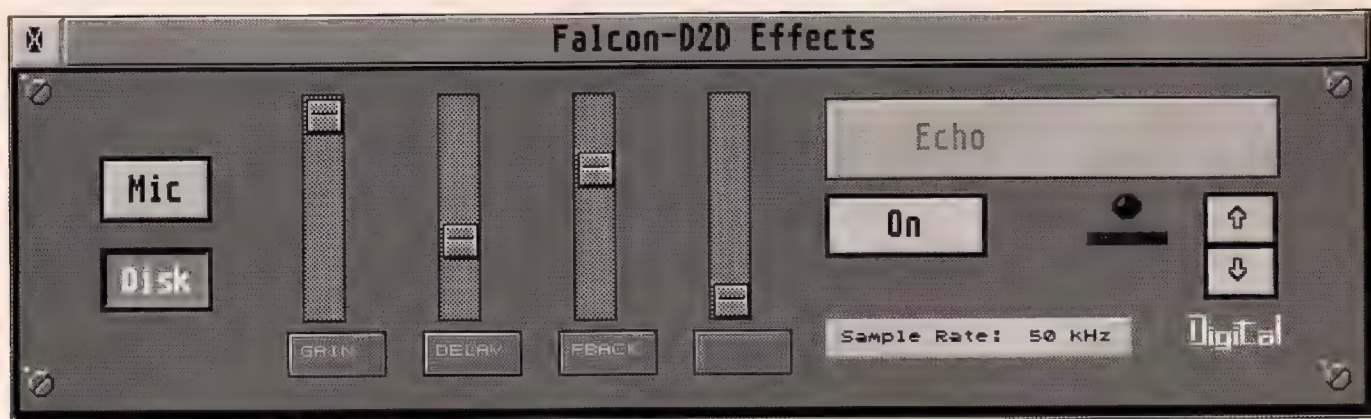 Falcon-D2D Effects
Echo
Mic
On
Disk
Sample Rate: 50 KHz
Digital
GAIN
DELAY
FBACK